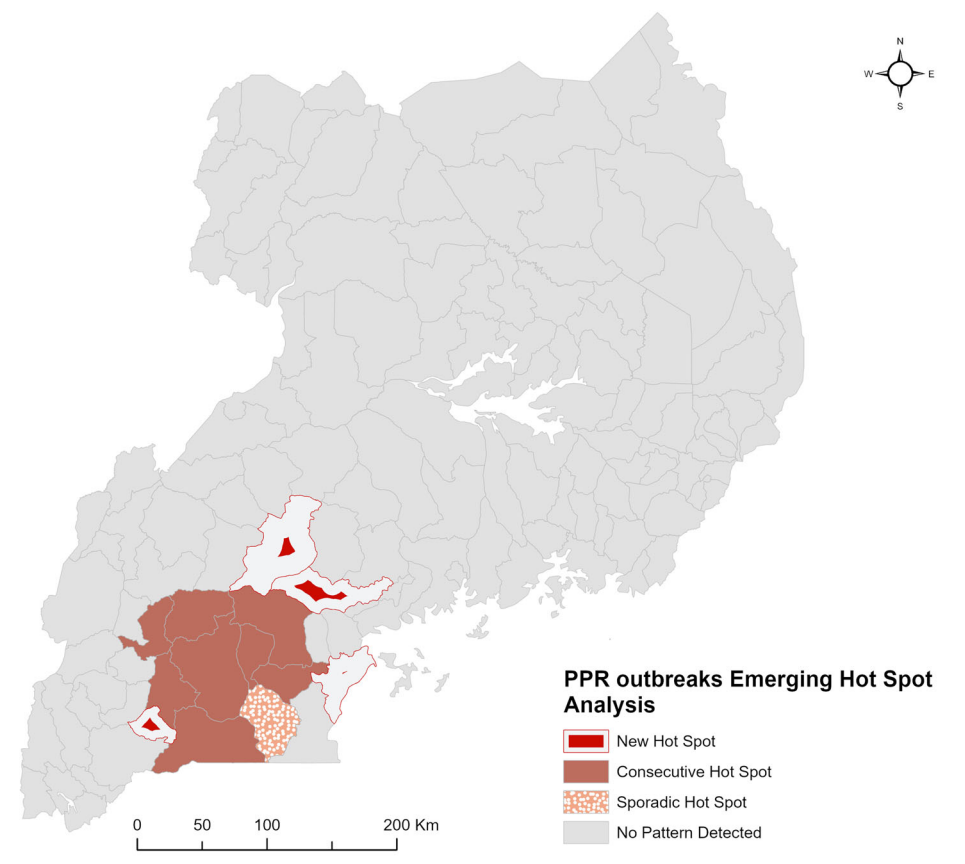 N
W E
S
PPR outbreaks Emerging Hot Spot
Analysis
New Hot Spot
Consecutive Hot Spot
Sporadic Hot Spot
No Pattern Detected
0 50 100 200 Km